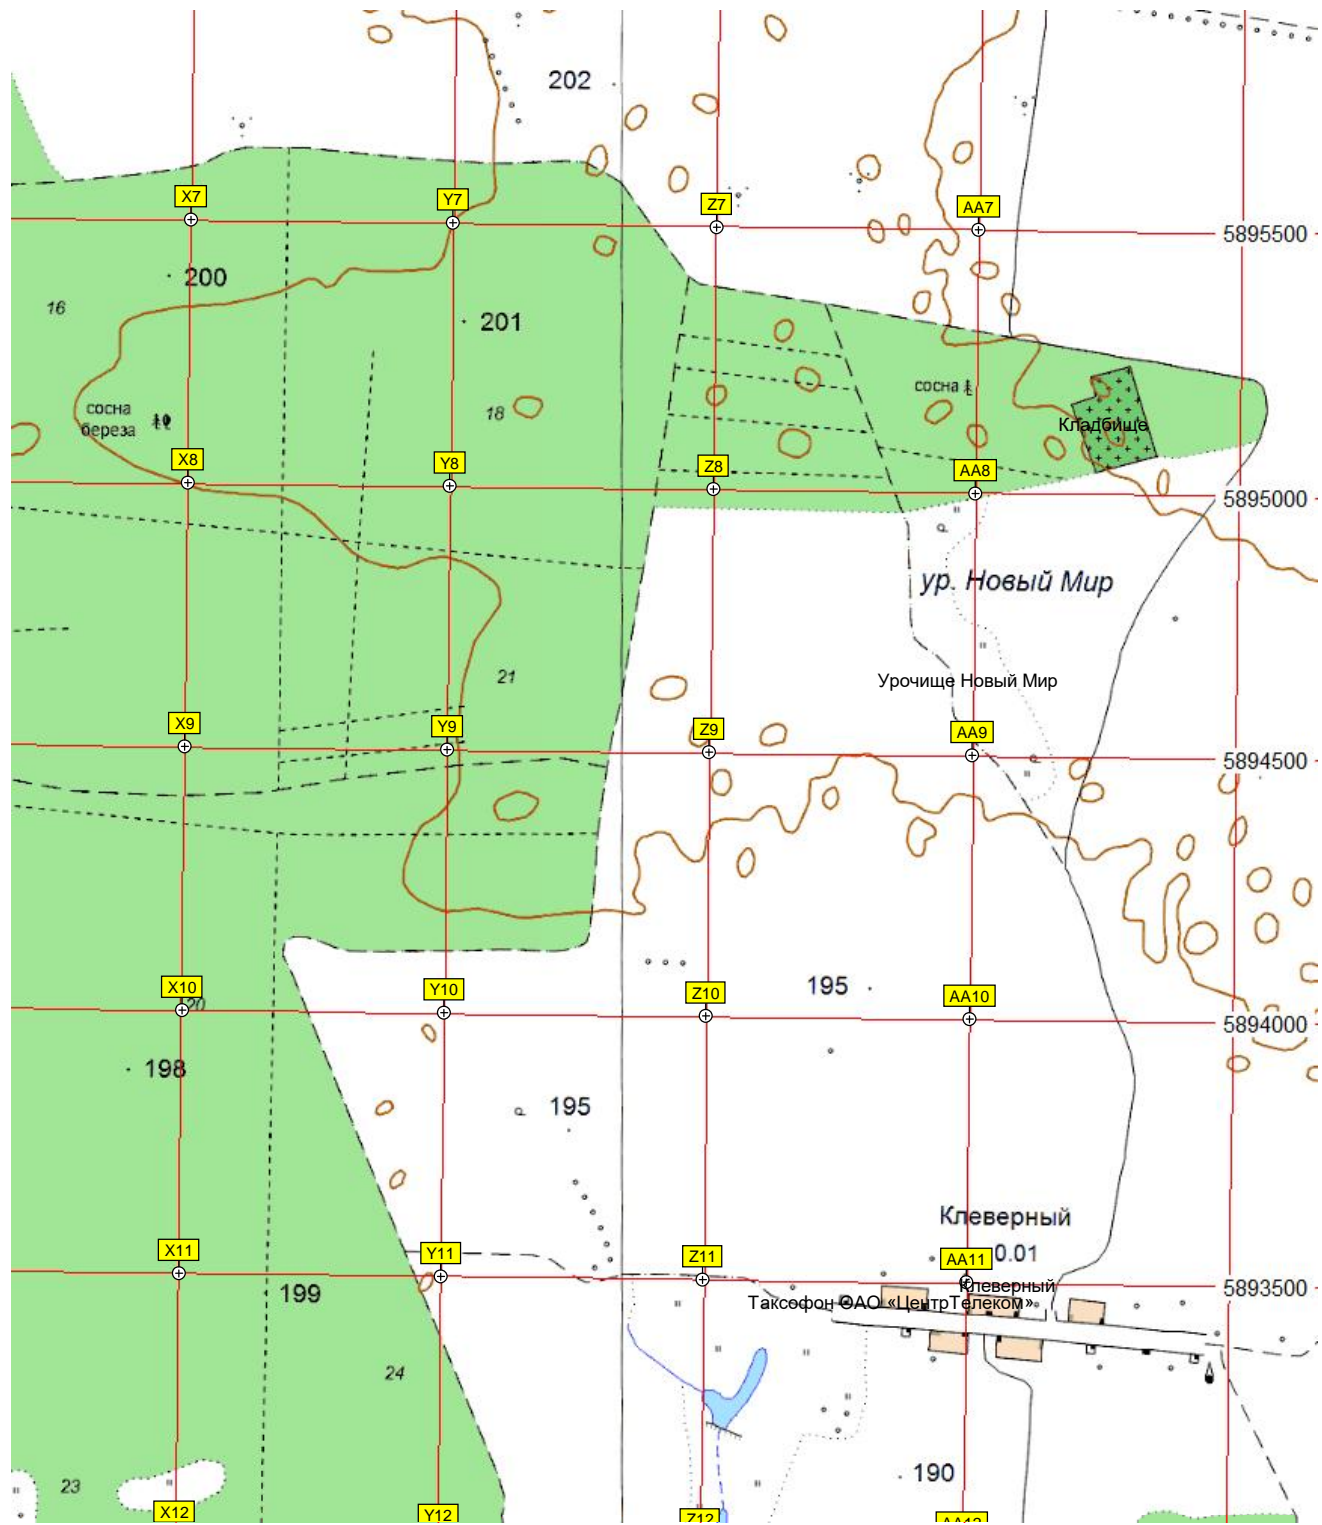 202
X7
Y7
Z7
AA7
5895500
200
16
201
сосна
сосна
береза
18
Кладбище
X8
Y8
Z8
AA8
5895000
ур. Новый Мир
21
Урочище Новый Мир
X9
Y9
Z9
AA9
5894500
X10
20
Y10
Z10
195
AA10
5894000
198
195
Клеверный
0.01
X11
Y11
Z11
AA11
Клеверный
5893500
199
Таксофон ОАО «ЦентрТелеком»
24
190
23
X12
Y12
Z12
AA12